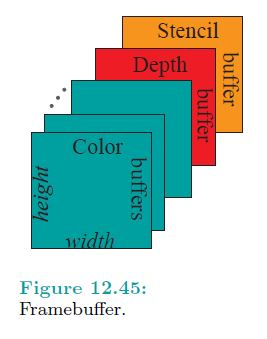 Stencil
buffer
Depth
buffer
Color
buffers
height
width
Figure 12.45:
Framebuffer.